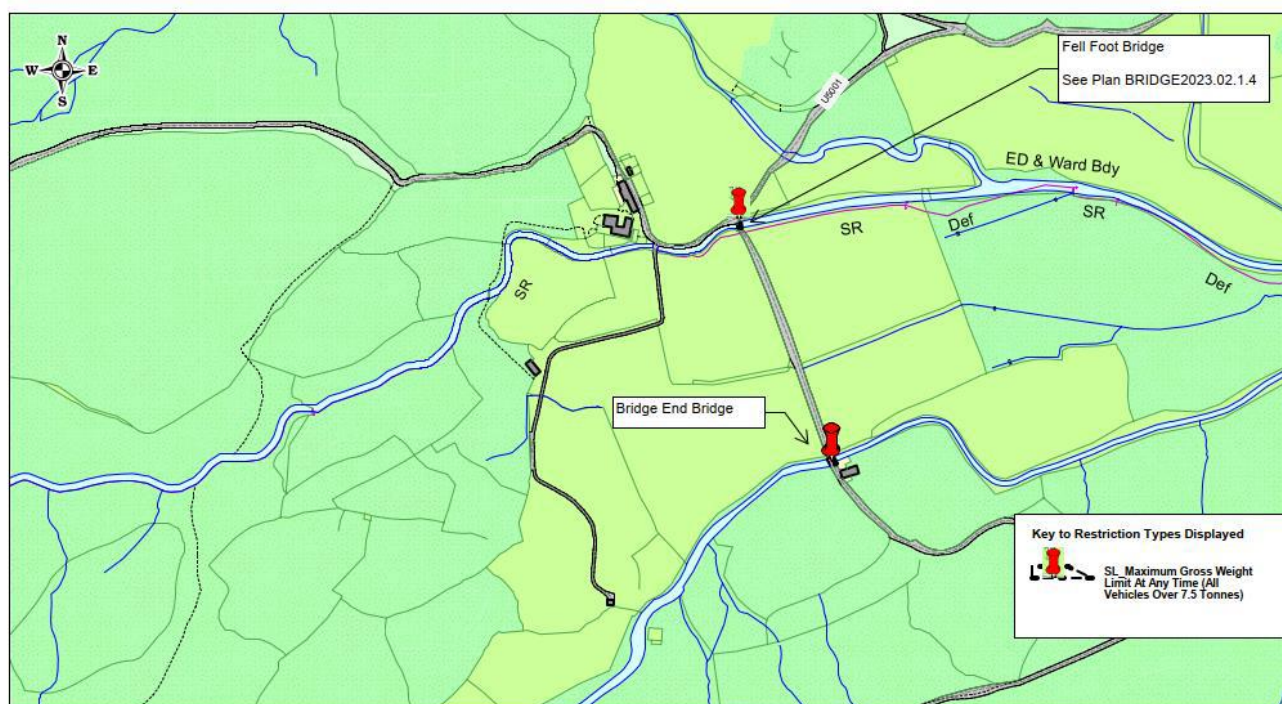 N
W E
S
Fell Foot Bridge
See Plan BRIDGE2023.02.1.4
U5001
ED & Ward Bdy
SR
Def
SR
Def
SR
Bridge End Bridge
Key to Restriction Types Displayed
SL_Maximum Gross Weight
Limit At Any Time (All
Vehicles Over 7.5 Tonnes)